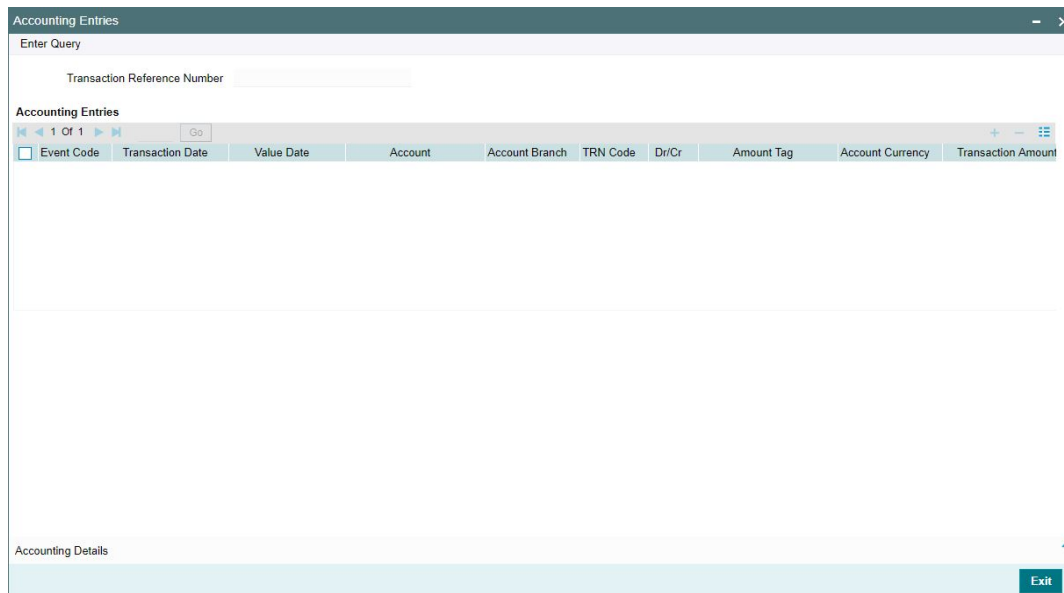 Accounting Entries
Enter Query
Transaction Reference Number
Accounting Entries
1 Of 1 Go
Event Code Transaction Date Value Date Account Account Branch TRN Code Dr/Cr Amount Tag Account Currency Transaction Amount
Accounting Details
Exit